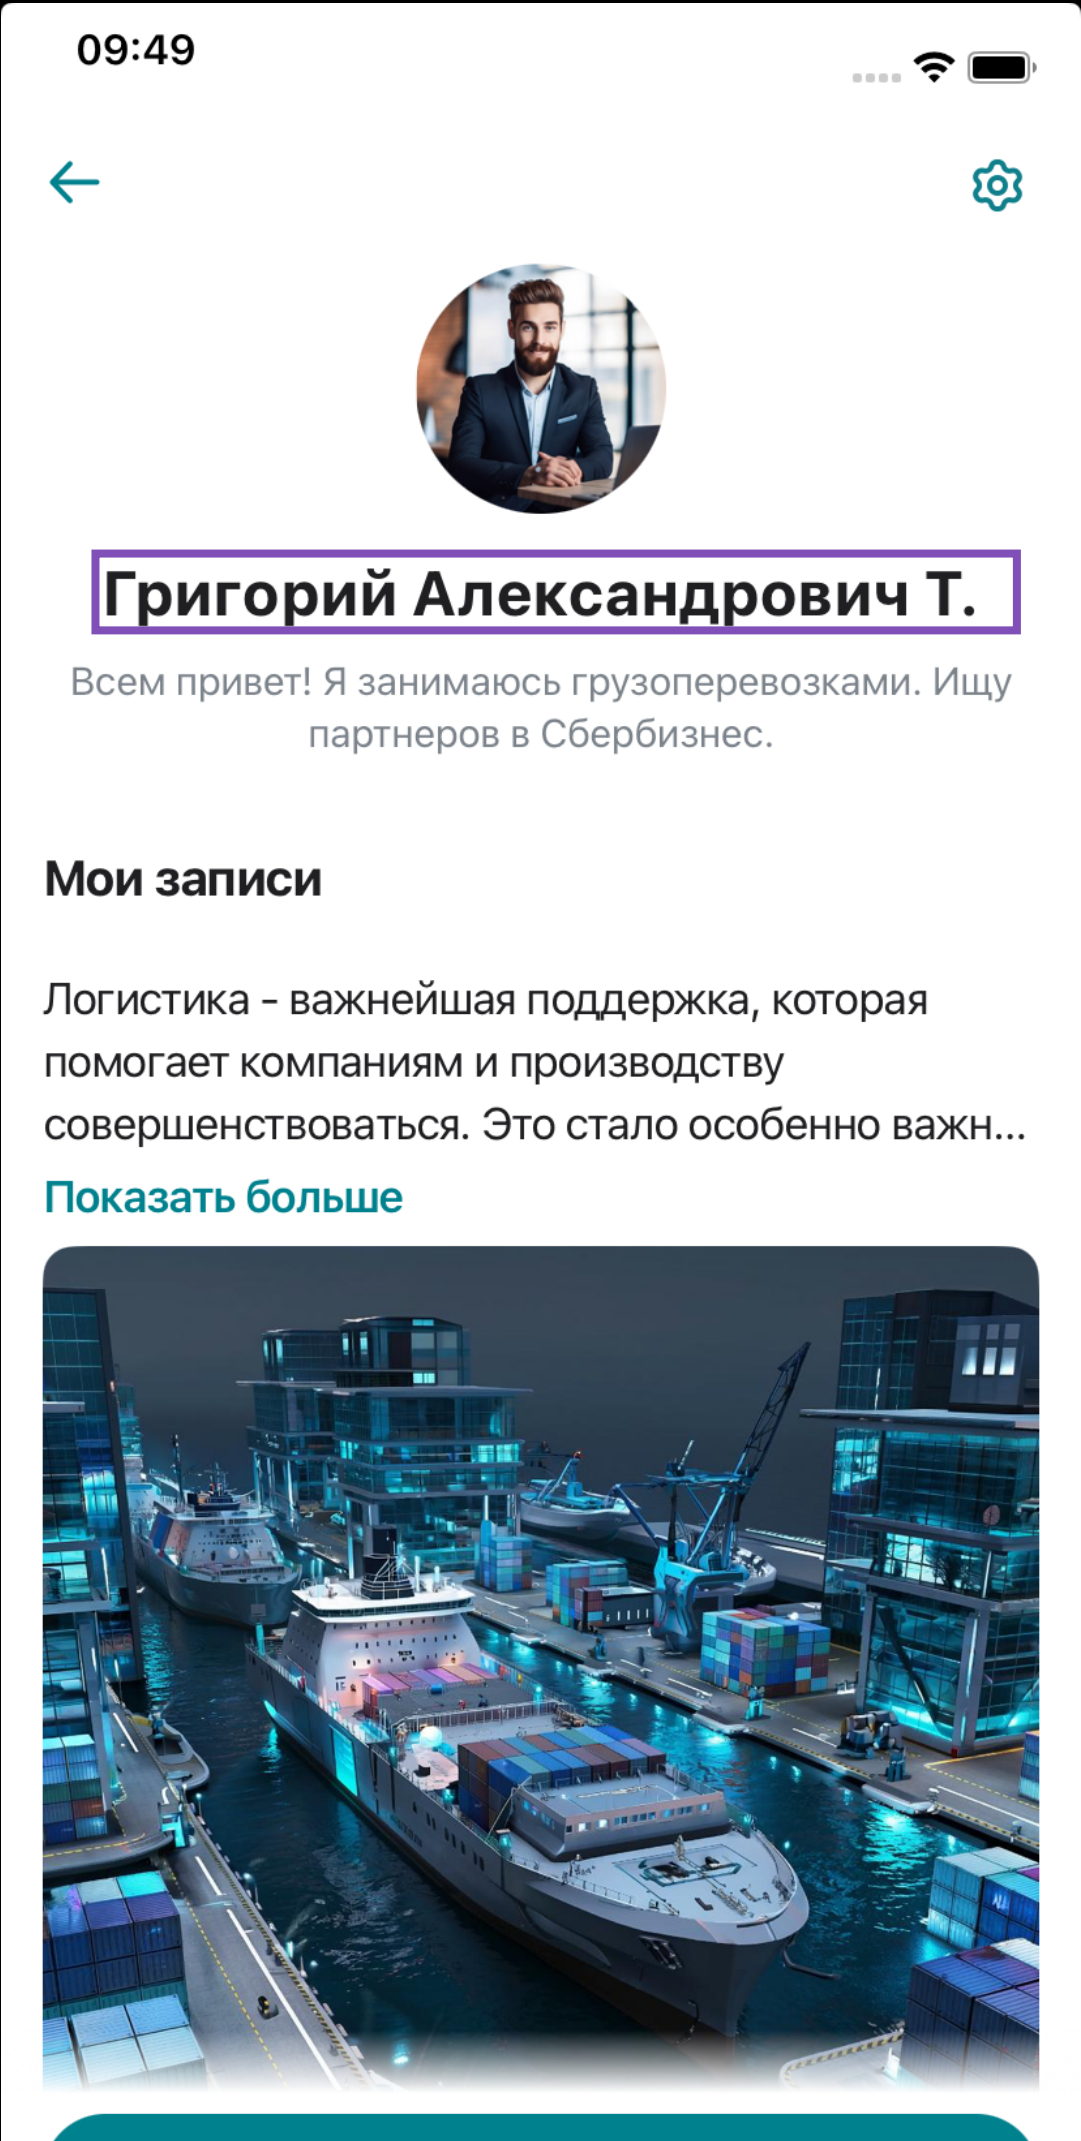 09:49
Григорий Александрович Т.
Всем привет! Я занимаюсь грузоперевозками. Ищу
партнеров в Сбербизнес.
Мои записи
Логистика - важнейшая поддержка, которая
помогает компаниям и производству
совершенствоваться. Это стало особенно важн...
Показать больше